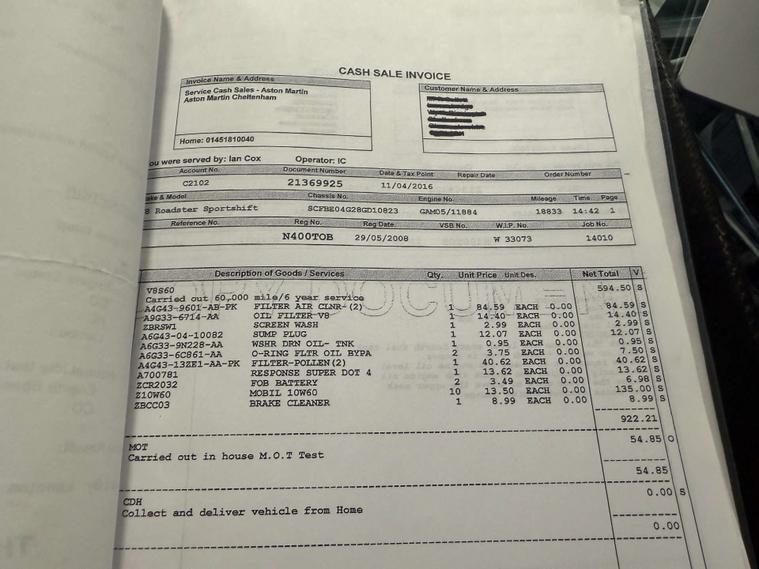 CASH SALE INVOICE
Invoice Name & Address
Service Cash Sales - Aston Martin
Aston Martin Cheltenham
Home: 01451810040
Customer Name & Address
ou were served by: Ian Cox Operator: IC
Account No. Document Number Date & Tax Point Repair Date Order Number
C2102 21369925 11/04/2016
ake & Model Chassis No. Engine No. Mileage Time Page
8 Roadster Sportshift SCFBE04G28GD10823 GAM05/11884 18833 14:42 1
Reference No. Reg No. Reg Date. VSB No. W.I.P. No. Job No.
N400TOB 29/05/2008 W 33073 14010
Description of Goods / Services Qty. Unit Price Unit Des. Net Total V
V8S60 594.50 S
Carried out 60,000 mile/6 year service
A4G43-9601-AB-PK FILTER AIR CLNR-(2) 1 84.59 EACH 0.00 84.59 S
A9G33-6714-AA OIL FILTER V8 1 14.40 EACH 0.00 14.40 S
ZBRSW1 SCREEN WASH 1 2.99 EACH 0.00 2.99 S
A6G43-04-10082 SUMP PLUG 1 12.07 EACH 0.00 12.07 S
A6G33-9N228-AA WSHR DRN OIL- TNK 1 0.95 EACH 0.00 0.95 S
A6G33-6C861-AA O-RING FLTR OIL BYPA 2 3.75 EACH 0.00 7.50 S
A4G43-13ZE1-AA-PK FILTER-POLLEN(2) 1 40.62 EACH 0.00 40.62 S
A700781 RESPONSE SUPER DOT 4 1 13.62 EACH 0.00 13.62 S
ZCR2032 FOB BATTERY 2 3.49 EACH 0.00 6.98 S
Z10W60 MOBIL 10W60 10 13.50 EACH 0.00 135.00 S
ZBCC03 BRAKE CLEANER 1 8.99 EACH 0.00 8.99 S
922.21
MOT 54.85 O
Carried out in house M.O.T Test
54.85
CDH 0.00 S
Collect and deliver vehicle from Home
0.00